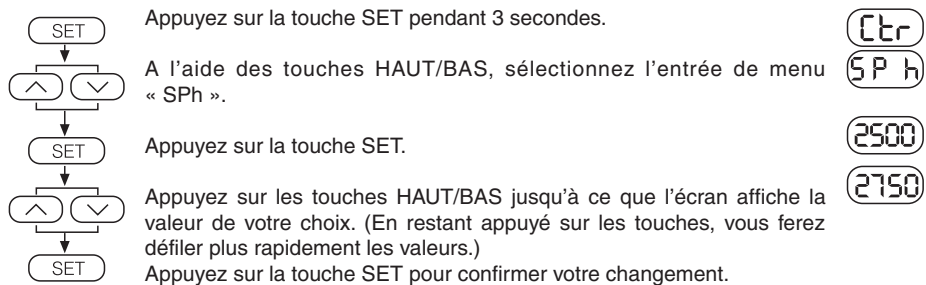 SET
Appuyez sur la touche SET pendant 3 secondes.
Ctr
A l'aide des touches HAUT/BAS, sélectionnez l'entrée de menu
« SPh ».
SPh
SET
Appuyez sur la touche SET.
2500
Appuyez sur les touches HAUT/BAS jusqu'à ce que l'écran affiche la
valeur de votre choix. (En restant appuyé sur les touches, vous ferez
défiler plus rapidement les valeurs.)
2750
SET
Appuyez sur la touche SET pour confirmer votre changement.